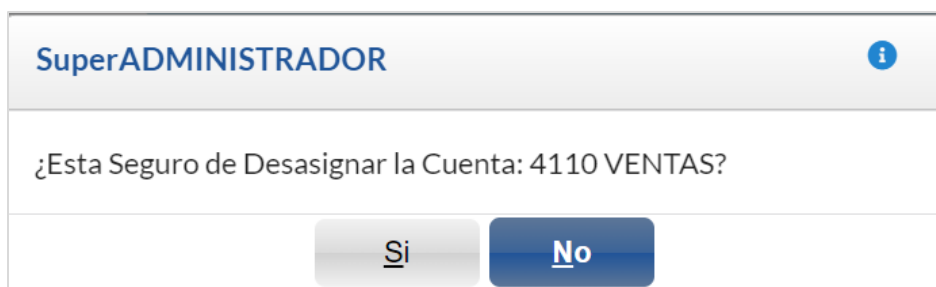 SuperADMINISTRADOR
¿Esta Seguro de Desasignar la Cuenta: 4110 VENTAS?
Si No